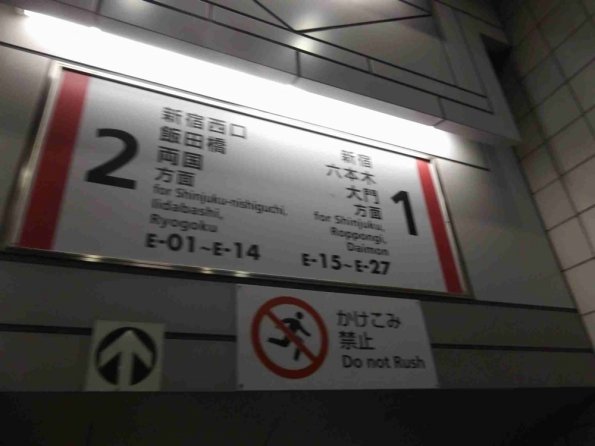 2
新宿西口
飯田橋
両国
方面
for Shinjuku-nishiguchi,
Iidabashi,
Ryogoku
E-01~E-14
新宿
六本木
大門
方面
for Shinjuku,
Roppongi,
Daimon
E-15~E-27
1
かけこみ
禁止
Do not Rush